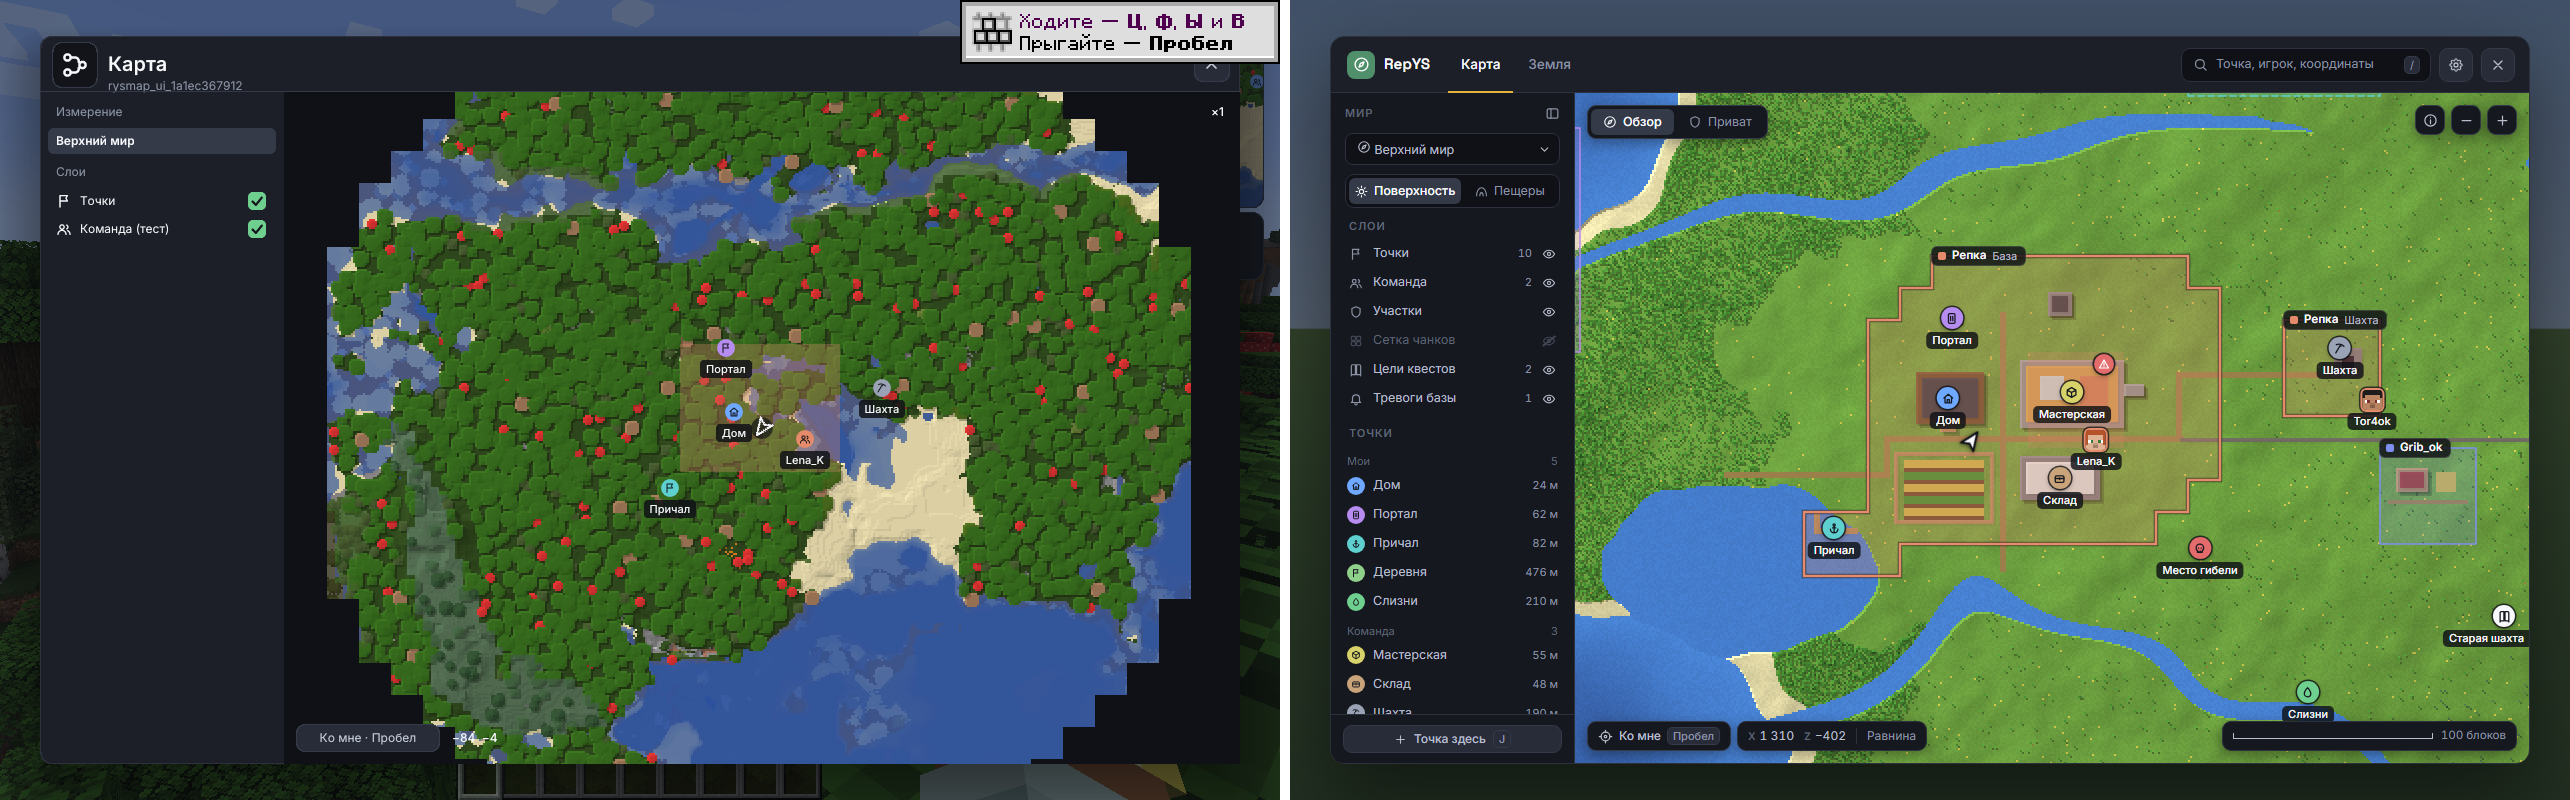 Ходите — Ц, Ф, Ы и В
Прыгайте — Пробел
Карта
rysmap_ui_1a1ec367912
Измерение
Верхний мир
Слои
Точки
Команда (тест)
×1
Портал
Шахта
Дом
Lena_K
Причал
Ко мне · Пробел
−84, −4
RepYS
Карта
Земля
Точка, игрок, координаты /
МИР
Верхний мир
Поверхность
Пещеры
СЛОИ
Точки 10
Команда 2
Участки
Сетка чанков
Цели квестов 2
Тревоги базы 1
ТОЧКИ
Мои 5
Дом 24 м
Портал 62 м
Причал 82 м
Деревня 476 м
Слизни 210 м
Команда 3
Мастерская 55 м
Склад 48 м
Шахта 190 м
Точка здесь J
Обзор
Приват
Репка База
Портал
Репка Шахта
Шахта
Дом
Мастерская
Tor4ok
Lena_K
Grib_ok
Склад
Причал
Место гибели
Старая шахта
Слизни
Ко мне Пробел
X 1 310 Z −402 Равнина
100 блоков